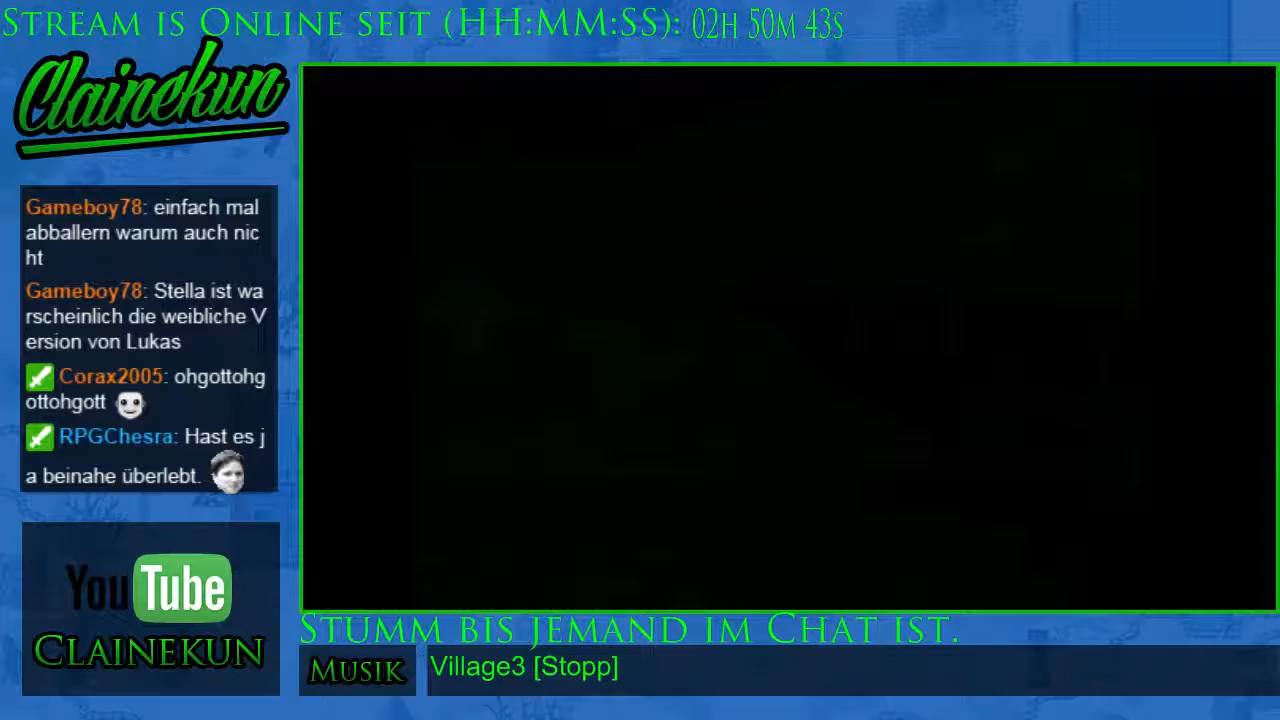 Stream is Online seit (HH:MM:SS): 02h 50m 43s
Clainekun
Gameboy78: einfach mal
abballern warum auch nic
ht
Gameboy78: Stella ist wa
rscheinlich die weibliche V
ersion von Lukas
Corax2005: ohgottohg
ottohgott
RPGChesra: Hast es j
a beinahe überlebt.
YouTube
Clainekun
Stumm bis jemand im Chat ist.
Musik
Village3 [Stopp]